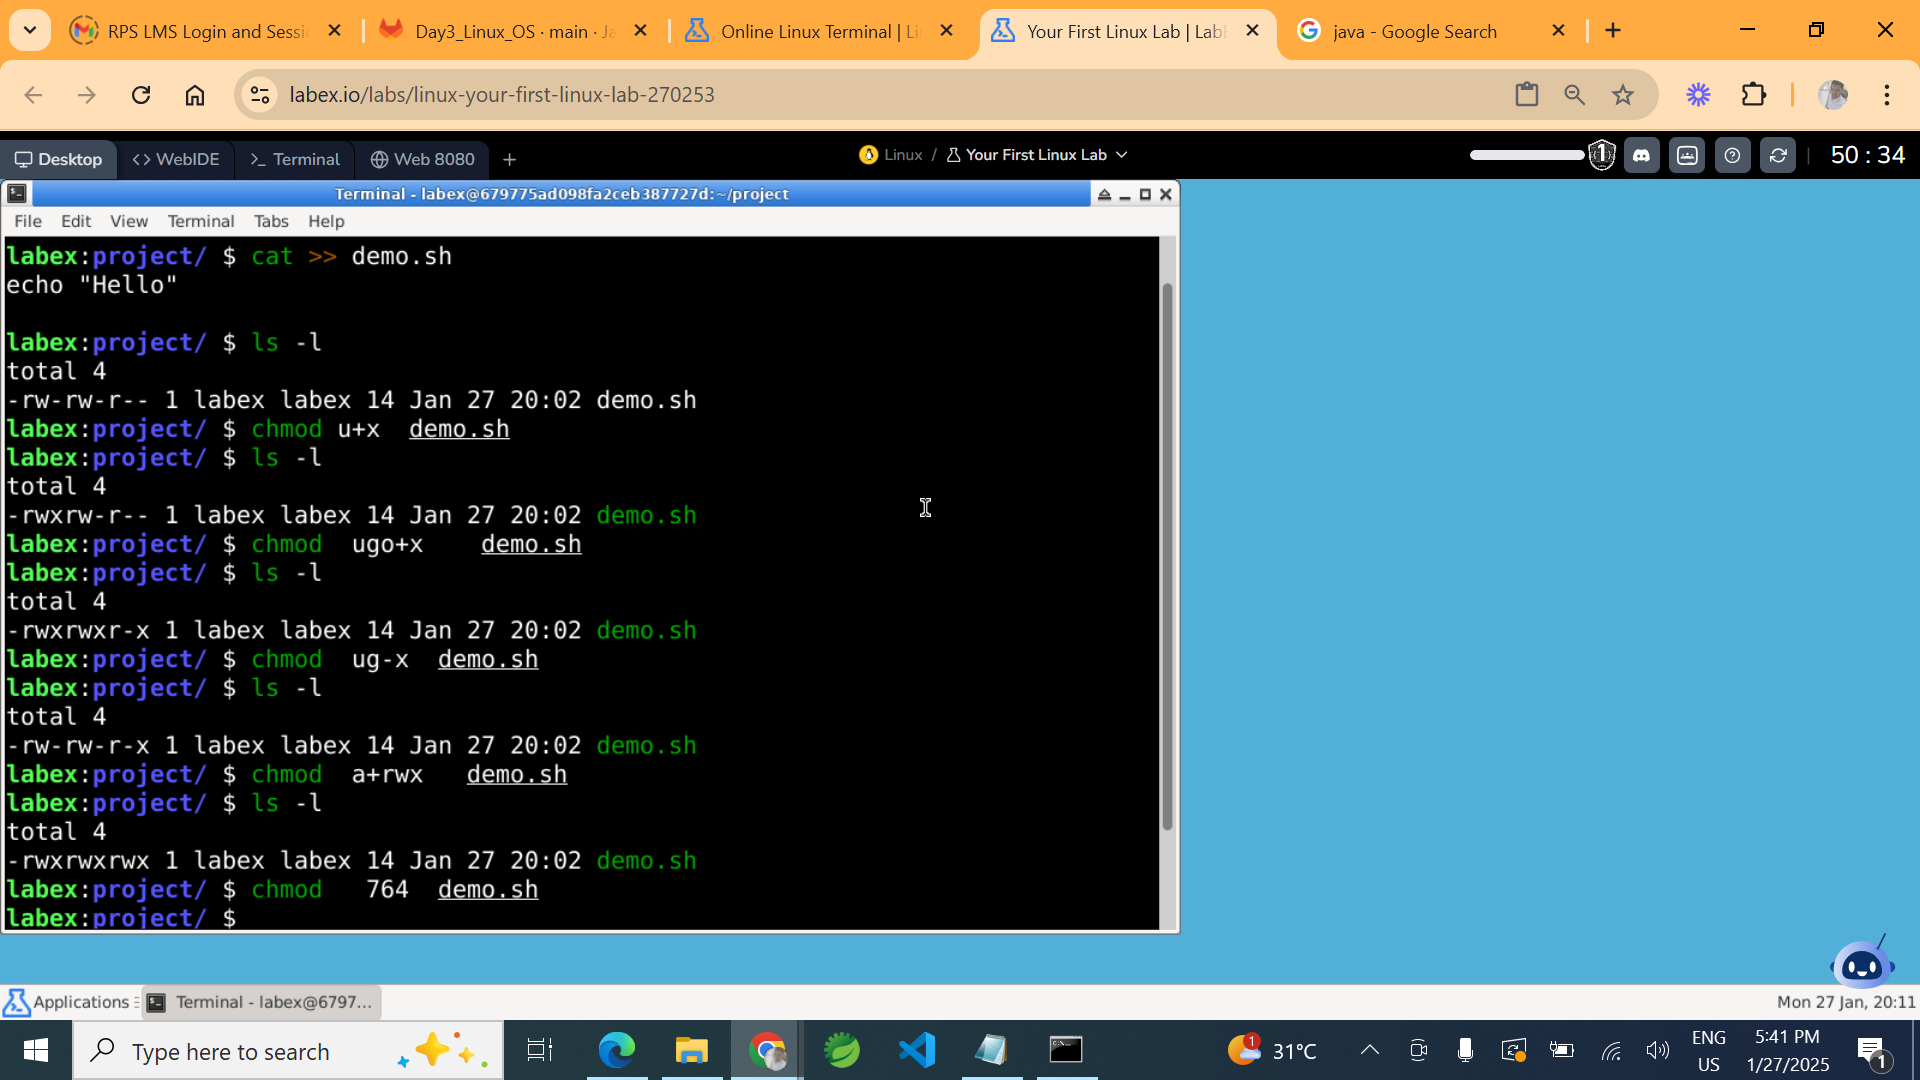 RPS LMS Login and Sessi
Day3_Linux_OS · main · Ja
Online Linux Terminal | Li
Your First Linux Lab | LabE
java - Google Search
labex.io/labs/linux-your-first-linux-lab-270253
Desktop
<> WebIDE
>_ Terminal
Web 8080
+
Linux / Your First Linux Lab
1
50 : 34
Terminal - labex@679775ad098fa2ceb387727d:~/project
File Edit View Terminal Tabs Help
labex:project/ $ cat >> demo.sh
echo "Hello"
labex:project/ $ ls -l
total 4
-rw-rw-r-- 1 labex labex 14 Jan 27 20:02 demo.sh
labex:project/ $ chmod u+x  demo.sh
labex:project/ $ ls -l
total 4
-rwxrw-r-- 1 labex labex 14 Jan 27 20:02 demo.sh
labex:project/ $ chmod  ugo+x    demo.sh
labex:project/ $ ls -l
total 4
-rwxrwxr-x 1 labex labex 14 Jan 27 20:02 demo.sh
labex:project/ $ chmod  ug-x  demo.sh
labex:project/ $ ls -l
total 4
-rw-rw-r-x 1 labex labex 14 Jan 27 20:02 demo.sh
labex:project/ $ chmod  a+rwx   demo.sh
labex:project/ $ ls -l
total 4
-rwxrwxrwx 1 labex labex 14 Jan 27 20:02 demo.sh
labex:project/ $ chmod   764  demo.sh
labex:project/ $
Applications
Terminal - labex@6797...
Mon 27 Jan, 20:11
Type here to search
1
31°C
ENG
US
5:41 PM
1/27/2025
1